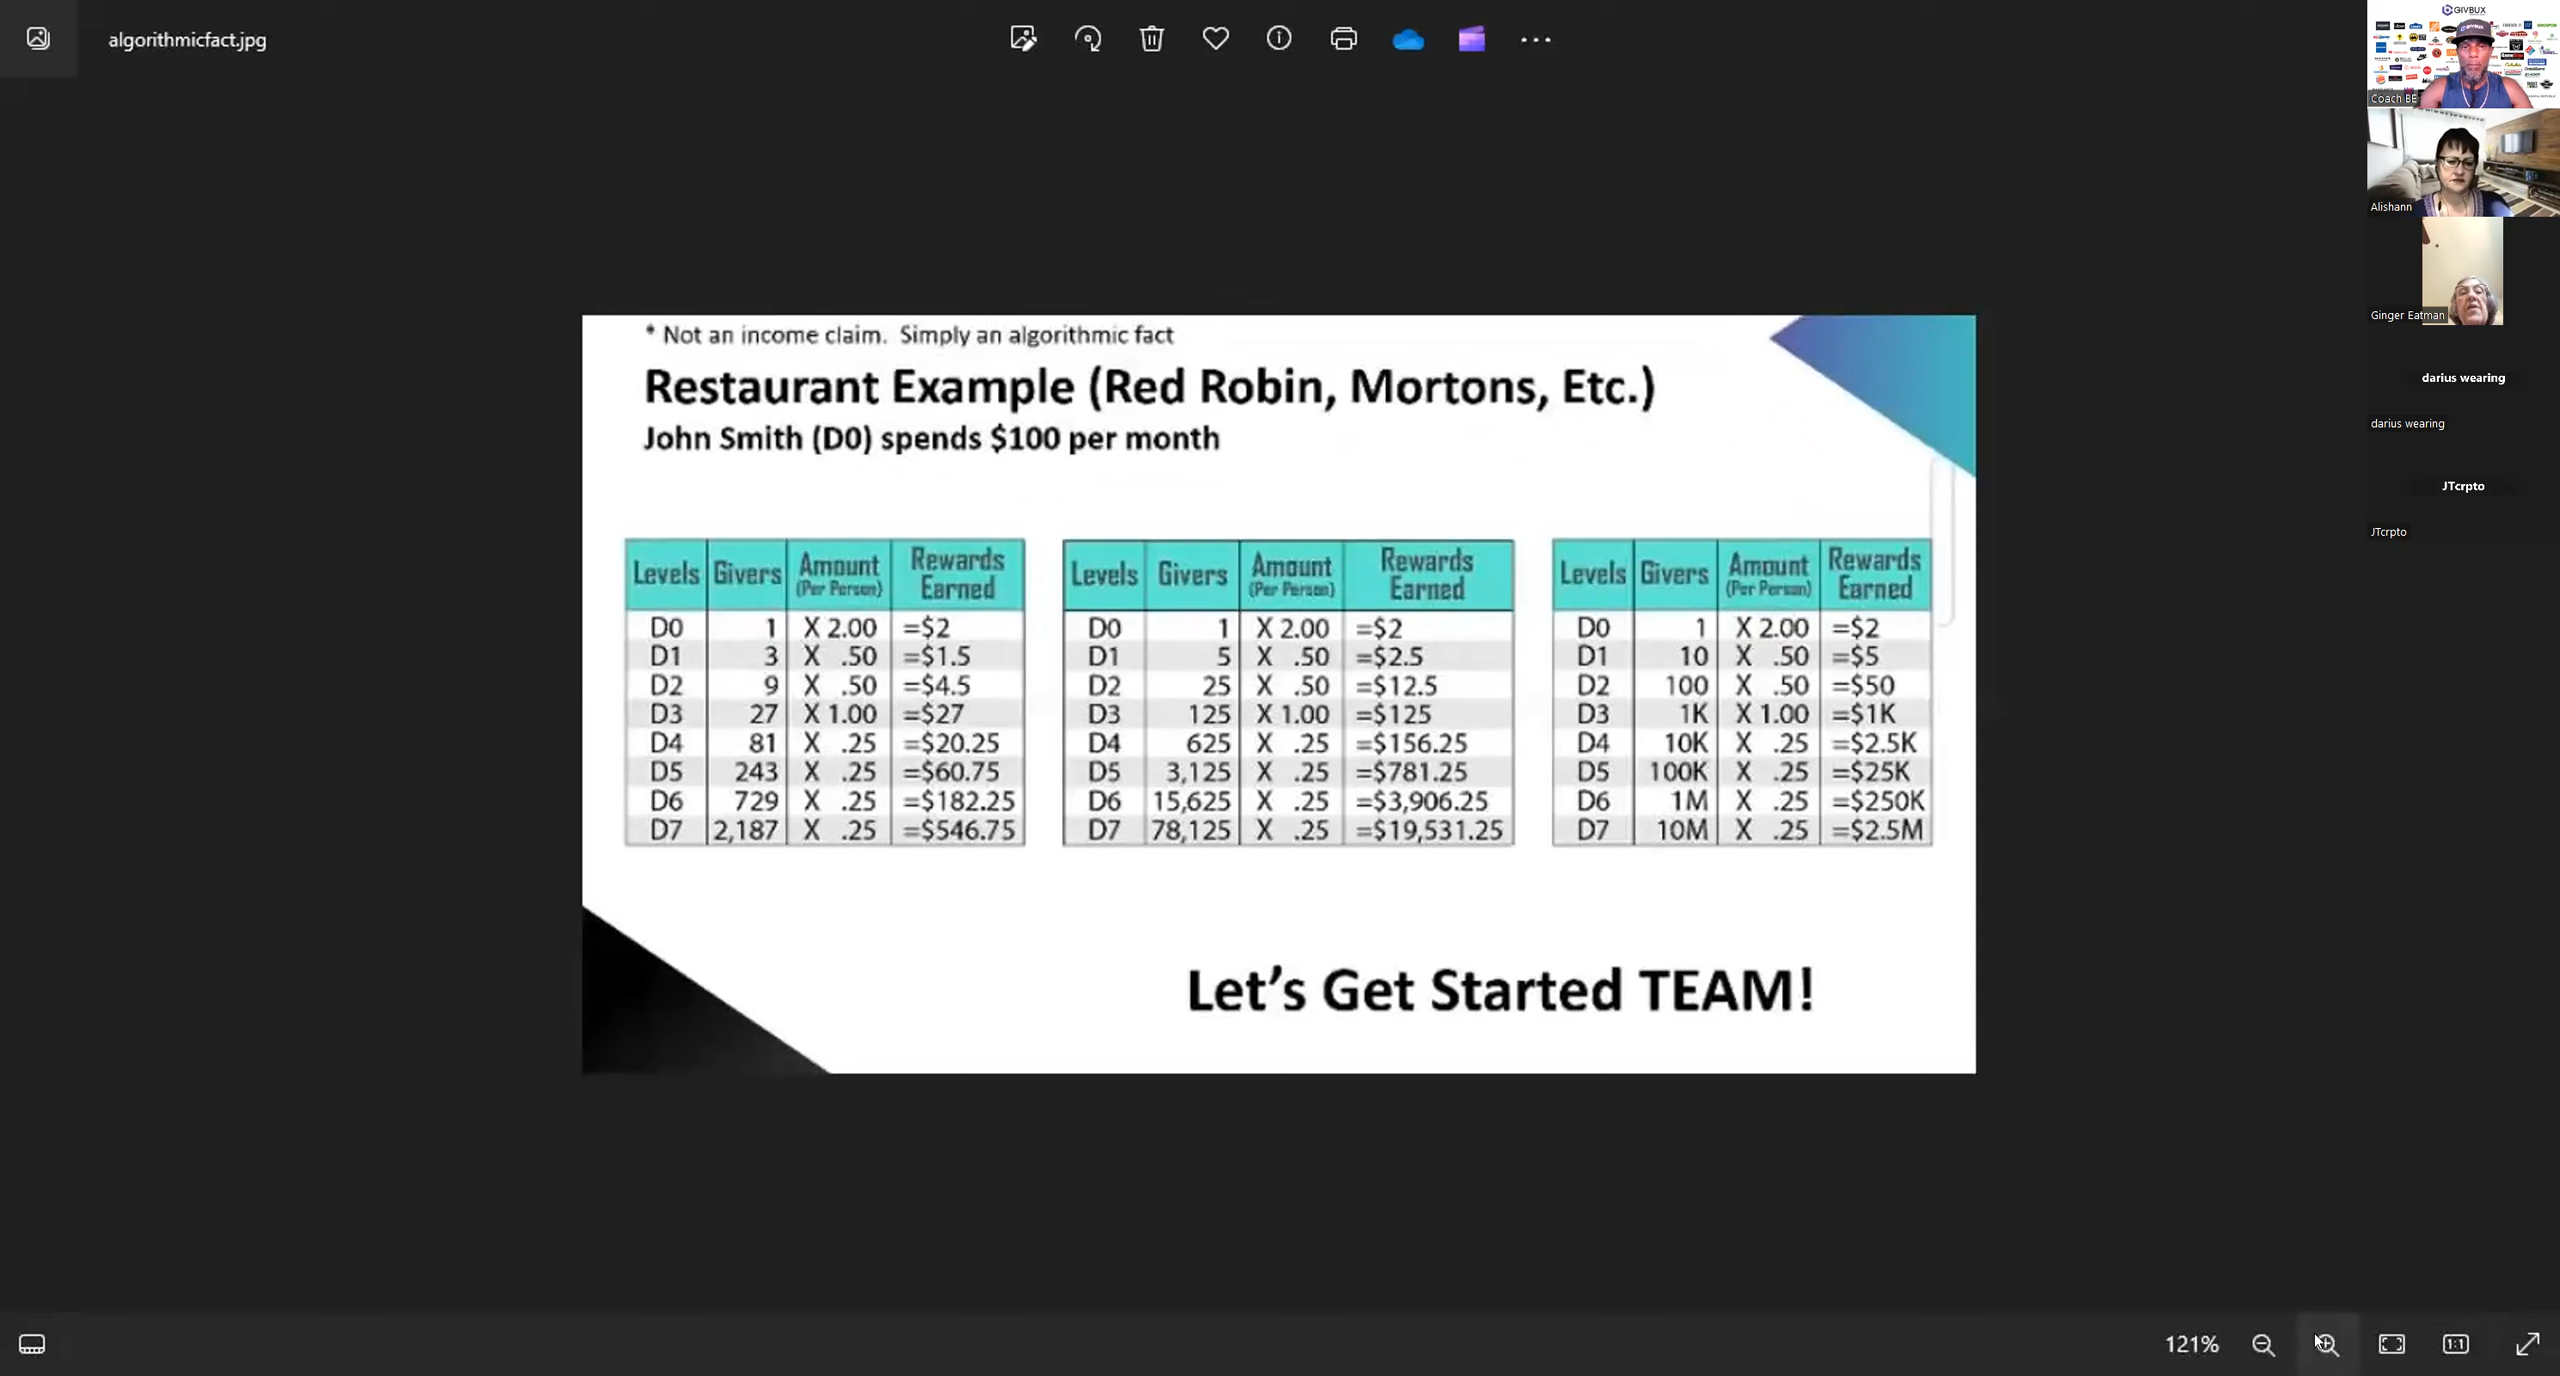 algorithmicfact.jpg
* Not an income claim. Simply an algorithmic fact
Restaurant Example (Red Robin, Mortons, Etc.)
John Smith (D0) spends $100 per month
Levels Givers Amount (Per Person) Rewards Earned
D0 1 X 2.00 =$2
D1 3 X .50 =$1.5
D2 9 X .50 =$4.5
D3 27 X 1.00 =$27
D4 81 X .25 =$20.25
D5 243 X .25 =$60.75
D6 729 X .25 =$182.25
D7 2,187 X .25 =$546.75
Levels Givers Amount (Per Person) Rewards Earned
D0 1 X 2.00 =$2
D1 5 X .50 =$2.5
D2 25 X .50 =$12.5
D3 125 X 1.00 =$125
D4 625 X .25 =$156.25
D5 3,125 X .25 =$781.25
D6 15,625 X .25 =$3,906.25
D7 78,125 X .25 =$19,531.25
Levels Givers Amount (Per Person) Rewards Earned
D0 1 X 2.00 =$2
D1 10 X .50 =$5
D2 100 X .50 =$50
D3 1K X 1.00 =$1K
D4 10K X .25 =$2.5K
D5 100K X .25 =$25K
D6 1M X .25 =$250K
D7 10M X .25 =$2.5M
Let's Get Started TEAM!
GIVBUX
Coach BE
Alishann
Ginger Eatman
darius wearing
darius wearing
JTcrpto
JTcrpto
121%
1:1